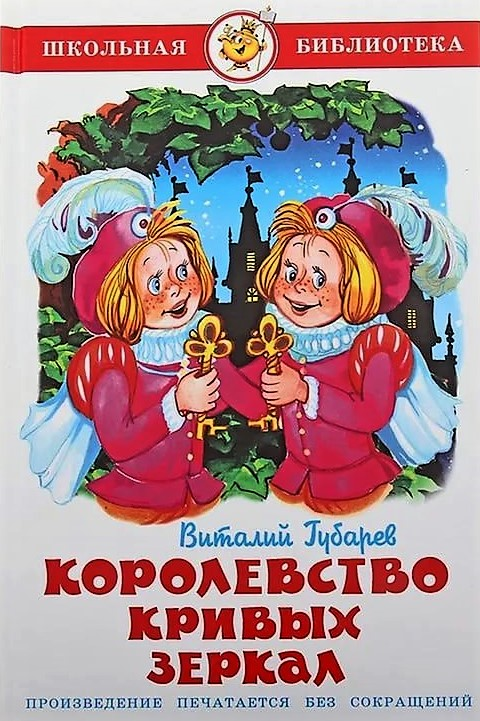 ШКОЛЬНАЯ БИБЛИОТЕКА
Виталий Губарев
КОРОЛЕВСТВО
КРИВЫХ
ЗЕРКАЛ
ПРОИЗВЕДЕНИЕ ПЕЧАТАЕТСЯ БЕЗ СОКРАЩЕНИЙ